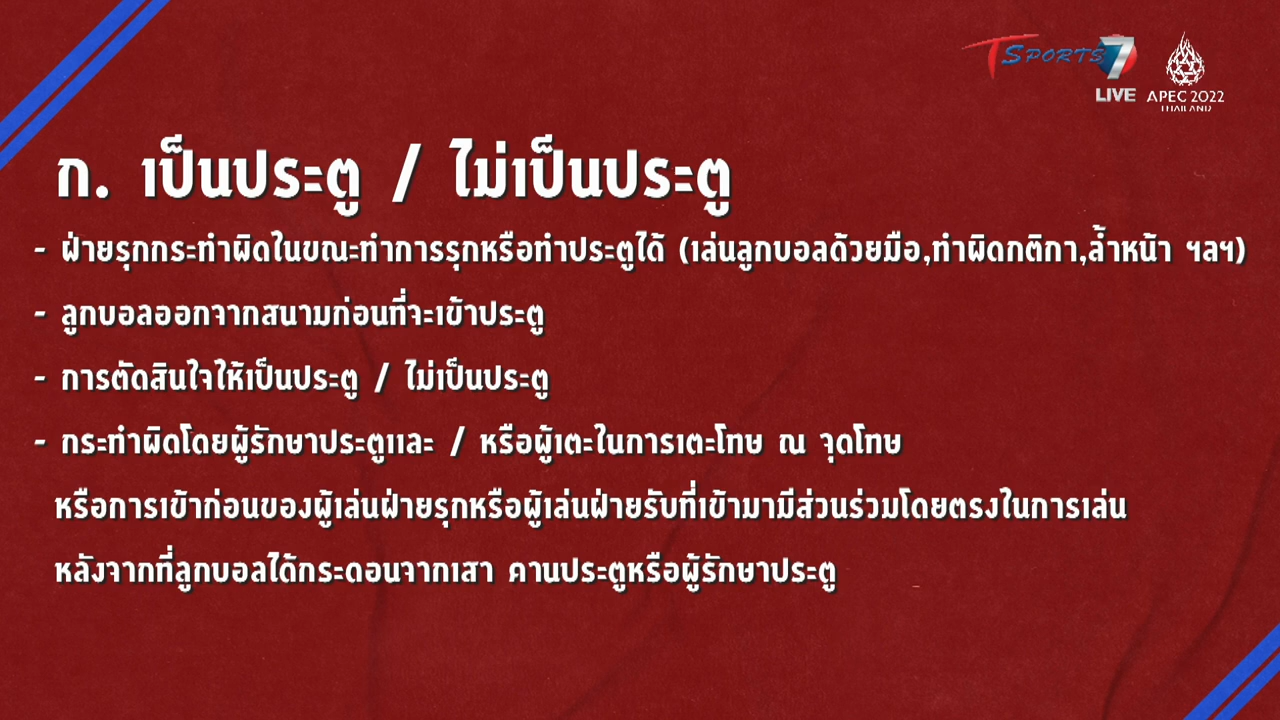 T SPORTS 7
LIVE
APEC 2022
THAILAND
ก. เป็นประตู / ไม่เป็นประตู
- ฝ่ายรุกกระทำผิดในขณะทำการรุกหรือทำประตูได้ (เล่นลูกบอลด้วยมือ,ทำผิดกติกา,ล้ำหน้า ฯลฯ)
- ลูกบอลออกจากสนามก่อนที่จะเข้าประตู
- การตัดสินใจให้เป็นประตู / ไม่เป็นประตู
- กระทำผิดโดยผู้รักษาประตูและ / หรือผู้เตะในการเตะโทษ ณ จุดโทษ
หรือการเข้าก่อนของผู้เล่นฝ่ายรุกหรือผู้เล่นฝ่ายรับที่เข้ามามีส่วนร่วมโดยตรงในการเล่น
หลังจากที่ลูกบอลได้กระดอนจากเสา คานประตูหรือผู้รักษาประตู